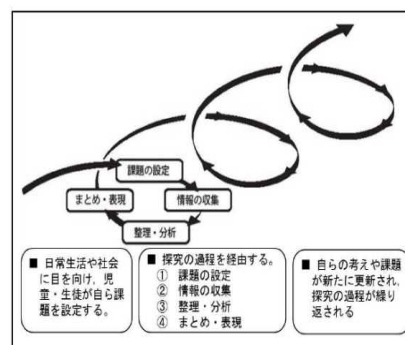 課題の設定
まとめ・表現
情報の収集
整理・分析
■ 日常生活や社会
に目を向け，児
童・生徒が自ら課
題を設定する。
■ 探究の過程を経由する。
① 課題の設定
② 情報の収集
③ 整理・分析
④ まとめ・表現
■ 自らの考えや課題
が新たに更新され，
探究の過程が繰り
返される